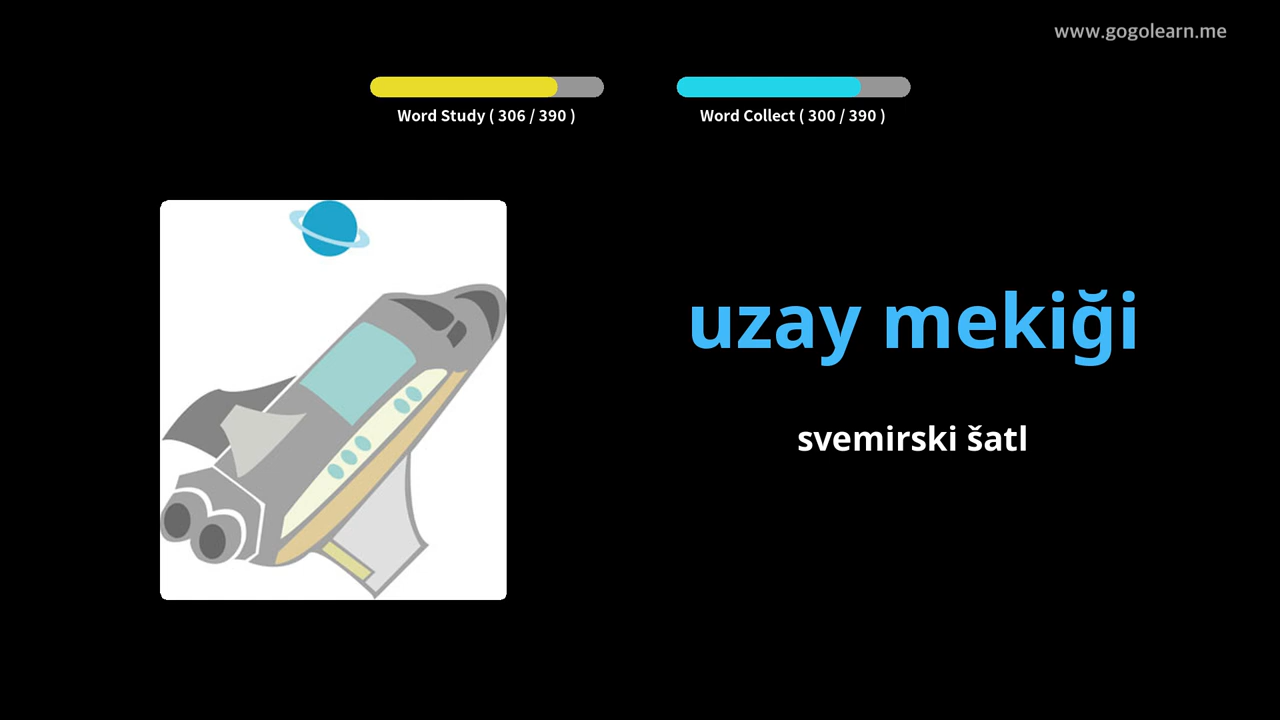 www.gogolearn.me
Word Study ( 306 / 390 )
Word Collect ( 300 / 390 )
uzay mekiği
svemirski šatl